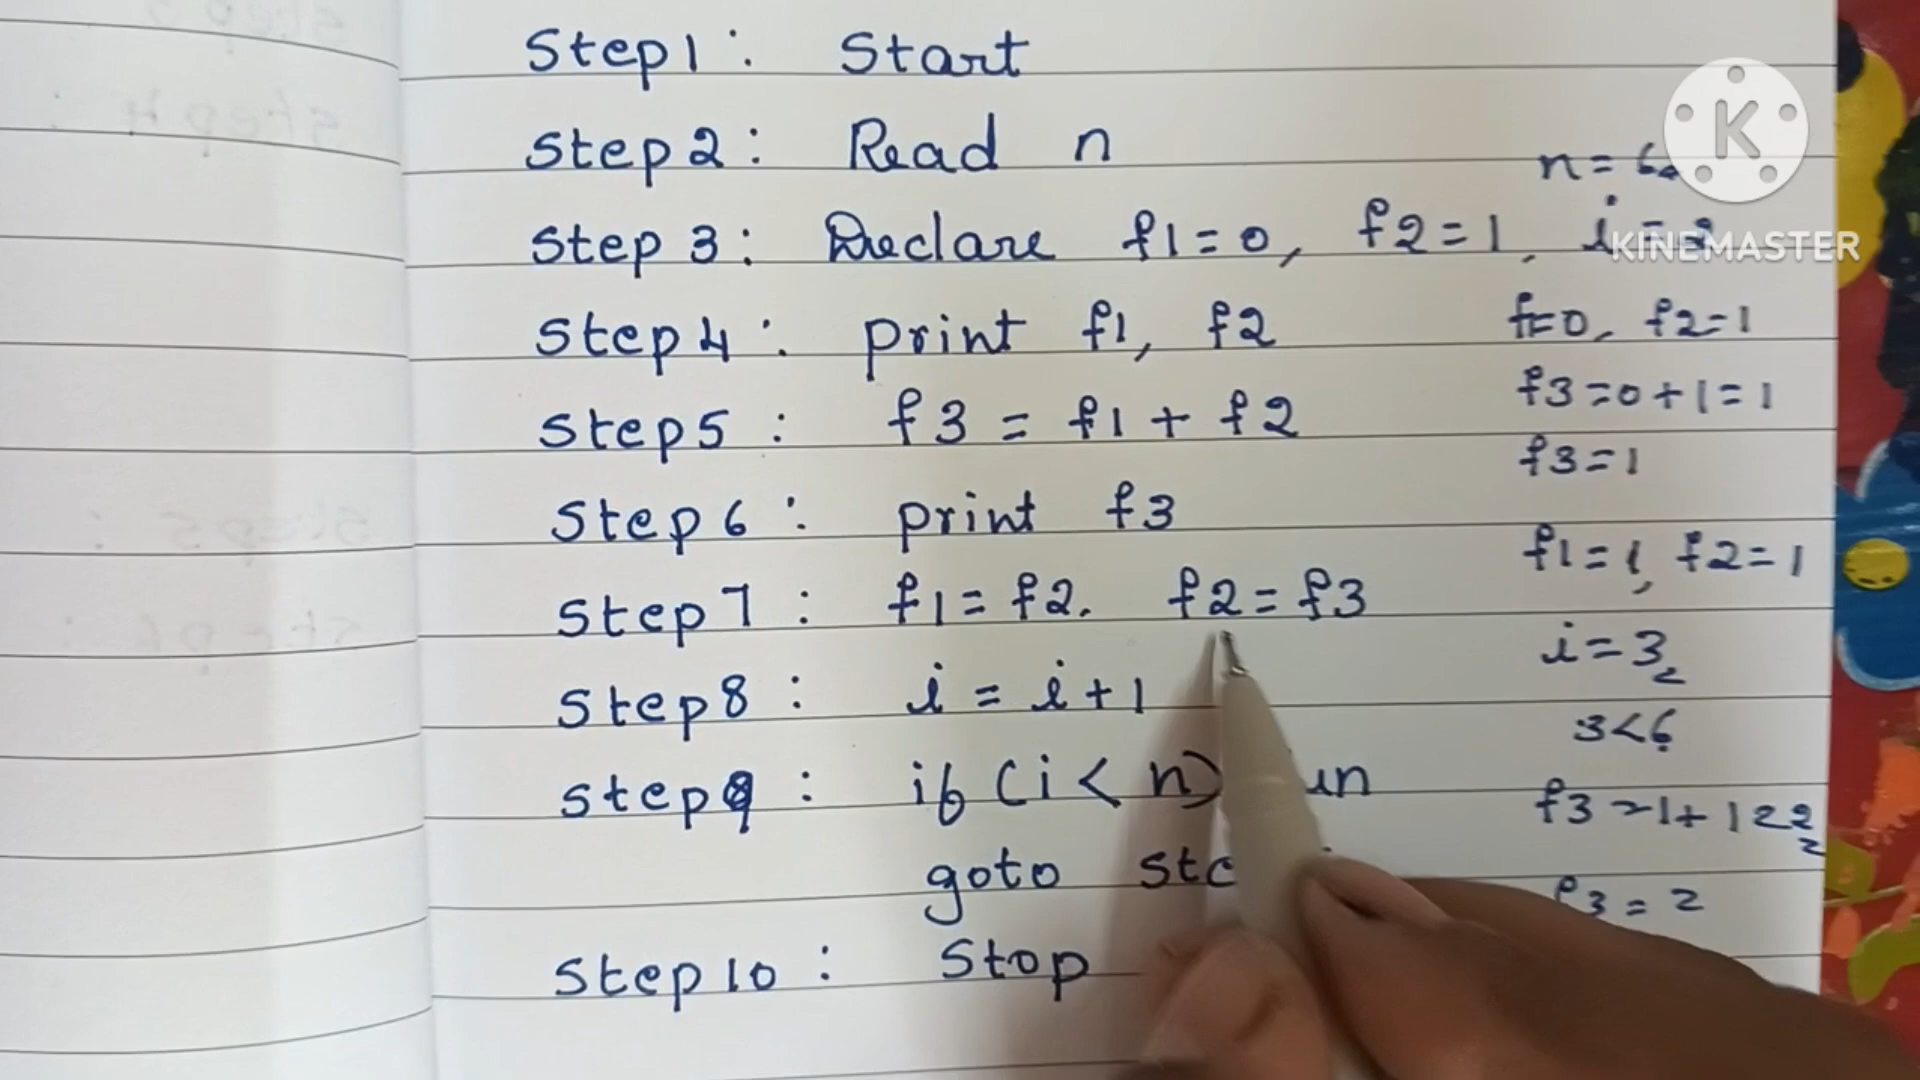 Step1: Start
Step2: Read n
Step 3: Declare f1=0, f2=1, i=2
Step4: print f1, f2
Step5: f3 = f1 + f2
Step6: print f3
Step7: f1=f2. f2=f3
Step8: i = i+1
Step9: if (i < n)
goto
Step10: Stop
n=6
f=0, f2=1
f3=0+1=1
f3=1
f1=1, f2=1
i=3
3<6
f3=1+1=2
f3=2
K
KINEMASTER